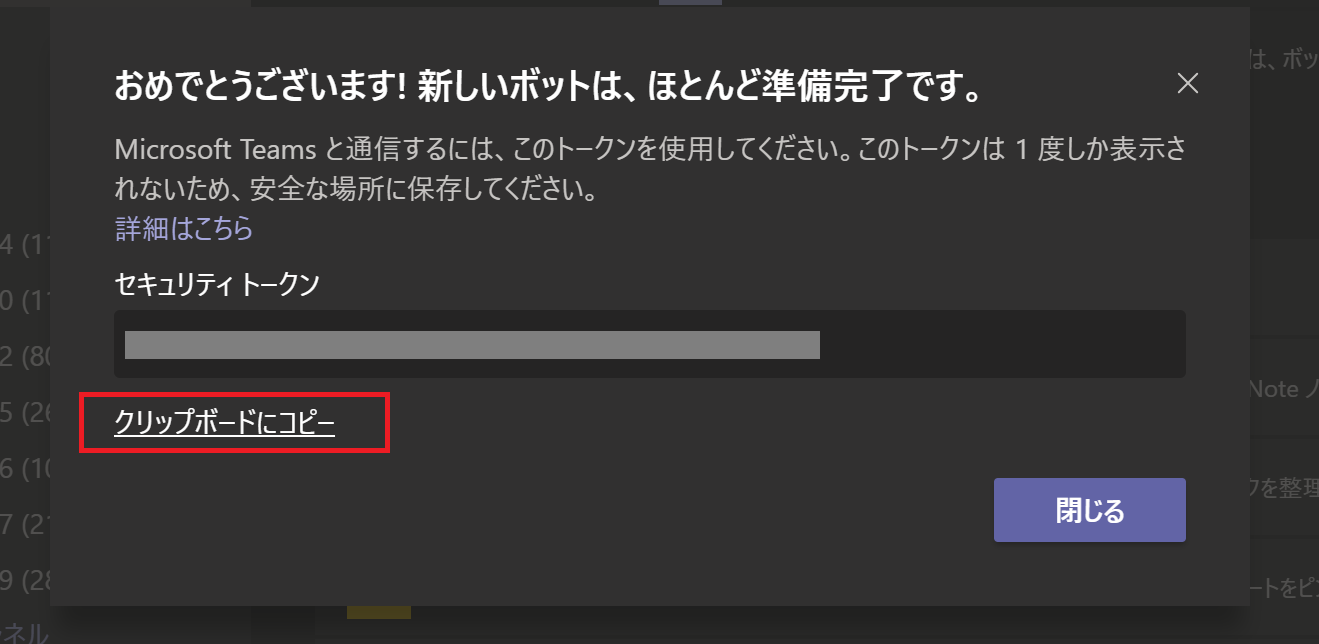 は、ボッ
おめでとうございます! 新しいボットは、ほとんど準備完了です。
Microsoft Teams と通信するには、このトークンを使用してください。このトークンは 1 度しか表示さ
れないため、安全な場所に保存してください。
詳細はこちら
4 (1
セキュリティ トークン
0 (1
2 (80
Note ノ
5 (26
クリップボードにコピー
6 (10
クを整理
閉じる
7 (2
9 (28
ートをピン
ネル